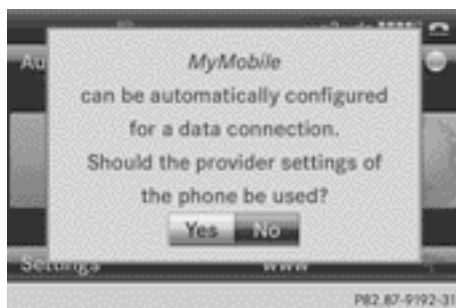 MyMobile
can be automatically configured
for a data connection.
Should the provider settings of
the phone be used?
Yes No
Settings www
P82.87-9192-31